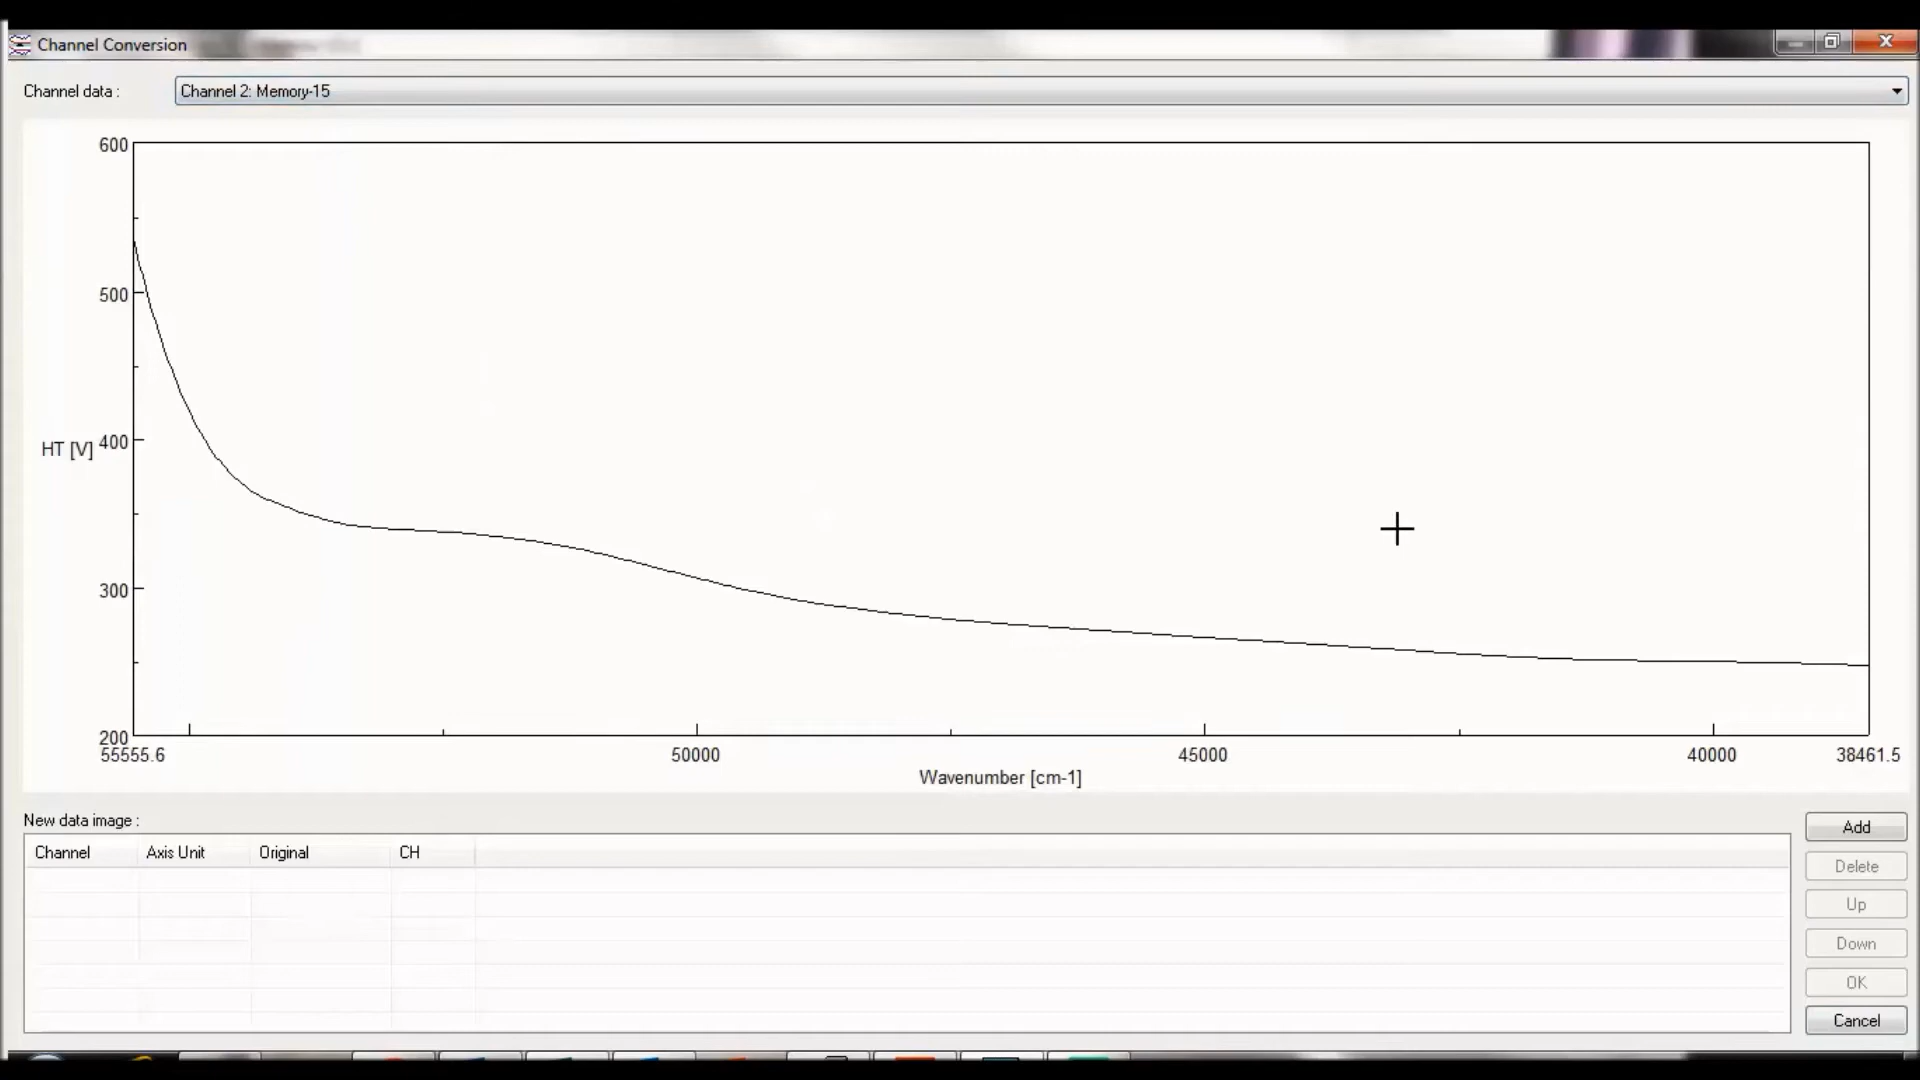 Channel Conversion
Channel data :
Channel 2: Memory-15
600
500
HT [V]
400
300
200
55555.6
50000
45000
40000
38461.5
Wavenumber [cm-1]
New data image :
Channel
Axis Unit
Original
CH
Add
Delete
Up
Down
OK
Cancel